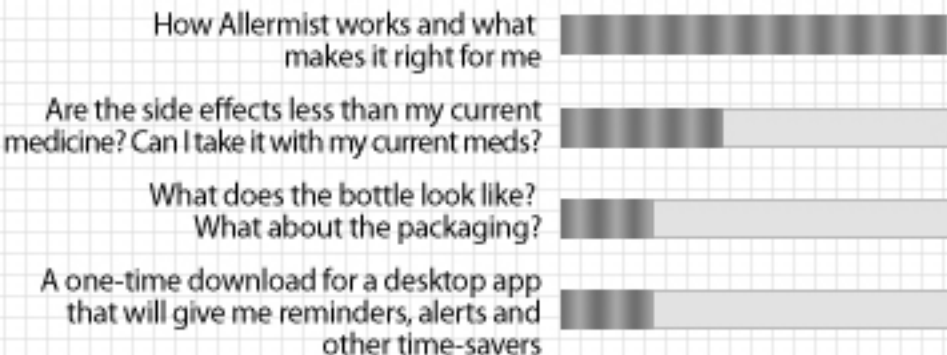 How Allermist works and what
makes it right for me
Are the side effects less than my current
medicine? Can I take it with my current meds?
What does the bottle look like?
What about the packaging?
A one-time download for a desktop app
that will give me reminders, alerts and
other time-savers